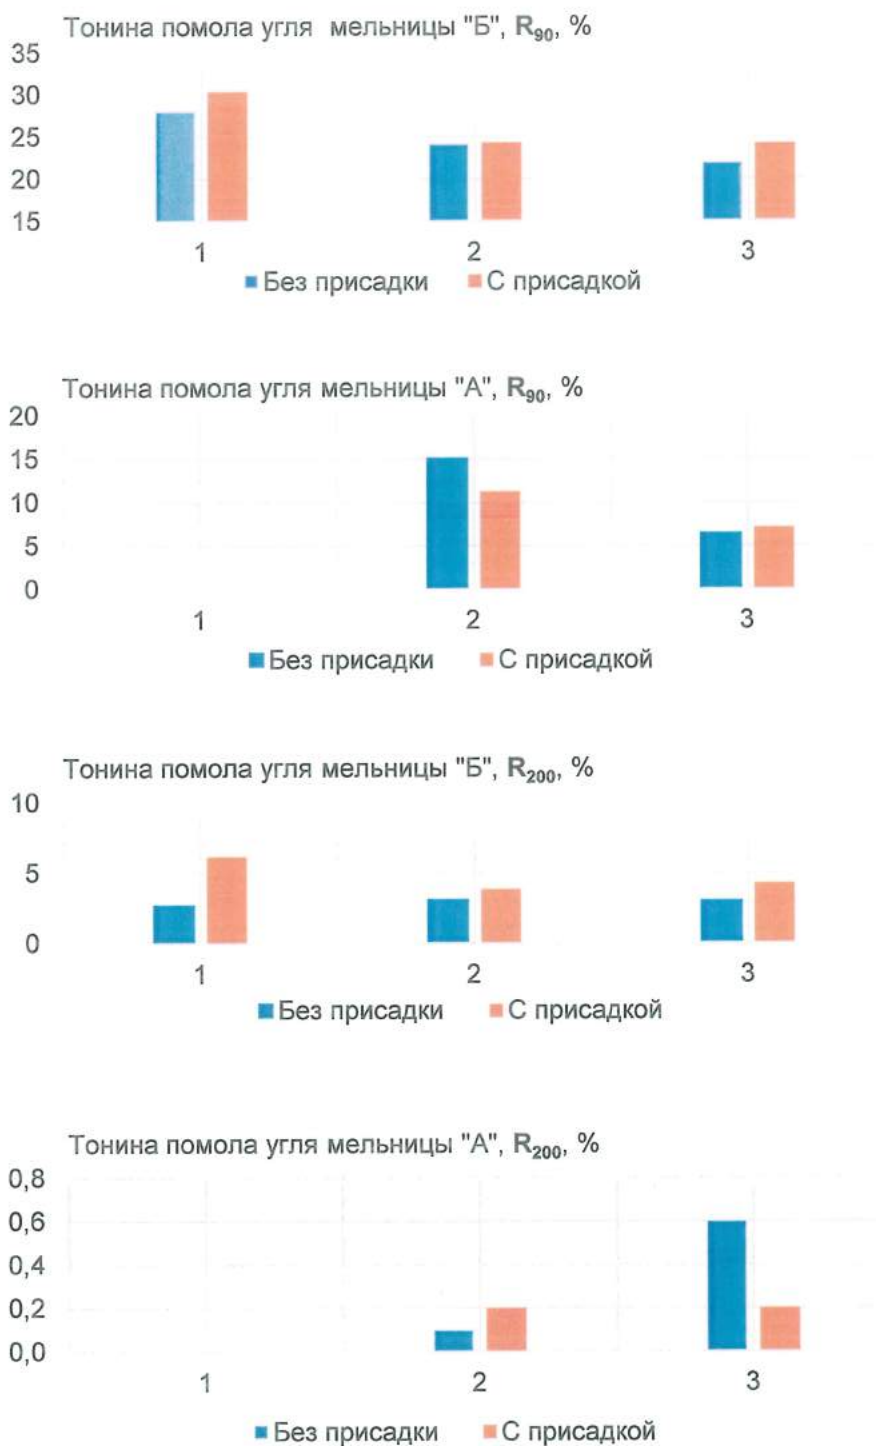 Тонина помола угля мельницы "Б", R90, %
35
30
25
20
15
1 2 3
Без присадки С присадкой
Тонина помола угля мельницы "А", R90, %
20
15
10
5
0
1 2 3
Без присадки С присадкой
Тонина помола угля мельницы "Б", R200, %
10
5
0
1 2 3
Без присадки С присадкой
Тонина помола угля мельницы "А", R200, %
0,8
0,6
0,4
0,2
0,0
1 2 3
Без присадки С присадкой